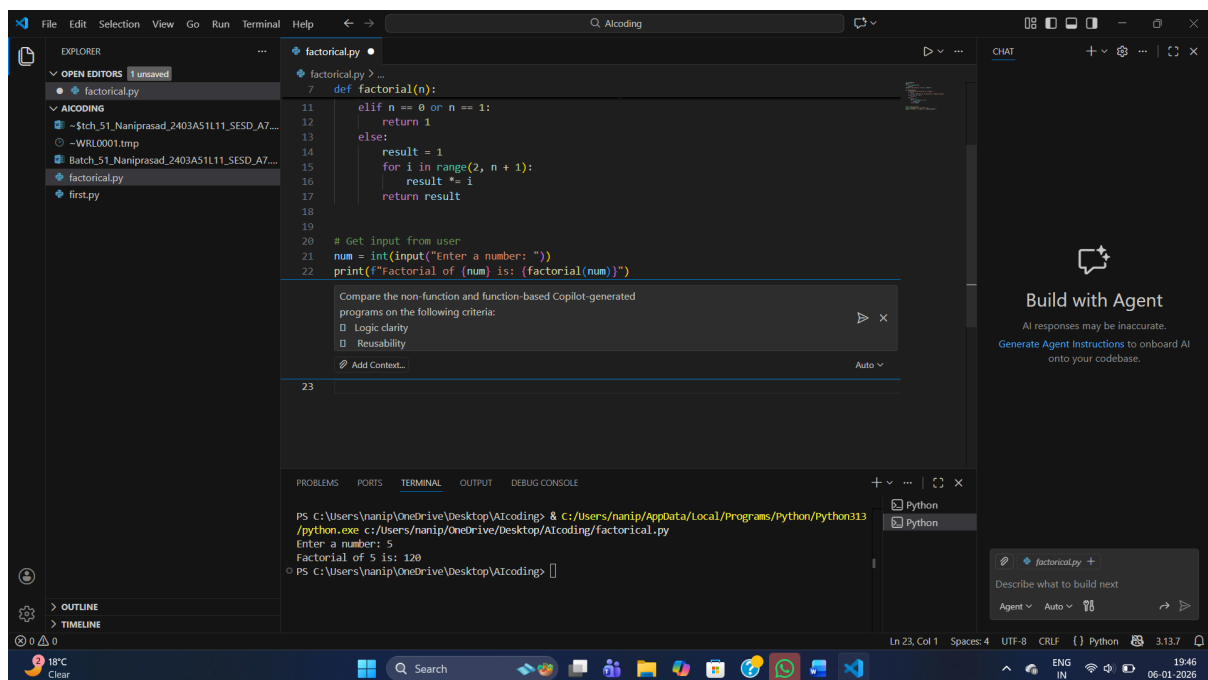 File Edit Selection View Go Run Terminal Help
AIcoding
EXPLORER
OPEN EDITORS 1 unsaved
factorical.py
AICODING
~$tch_51_Naniprasad_2403A51L11_SESD_A7....
~WRL0001.tmp
Batch_51_Naniprasad_2403A51L11_SESD_A7....
factorical.py
first.py
OUTLINE
TIMELINE
factorical.py
factorical.py > ...
7 def factorial(n):
11 elif n == 0 or n == 1:
12 return 1
13 else:
14 result = 1
15 for i in range(2, n + 1):
16 result *= i
17 return result
18
19
20 # Get input from user
21 num = int(input("Enter a number: "))
22 print(f"Factorial of {num} is: {factorial(num)}")
Compare the non-function and function-based Copilot-generated
programs on the following criteria:
Logic clarity
Reusability
Add Context...
Auto
23
PROBLEMS PORTS TERMINAL OUTPUT DEBUG CONSOLE
PS C:\Users\nanip\OneDrive\Desktop\AIcoding> & C:/Users/nanip/AppData/Local/Programs/Python/Python313
/python.exe c:/Users/nanip/OneDrive/Desktop/AIcoding/factorical.py
Enter a number: 5
Factorial of 5 is: 120
PS C:\Users\nanip\OneDrive\Desktop\AIcoding>
Python
Python
CHAT
Build with Agent
AI responses may be inaccurate.
Generate Agent Instructions to onboard AI
onto your codebase.
factorical.py
Describe what to build next
Agent Auto
0 0
Ln 23, Col 1 Spaces: 4 UTF-8 CRLF {} Python 3.13.7
2
18°C
Clear
Search
ENG
IN
19:46
06-01-2026